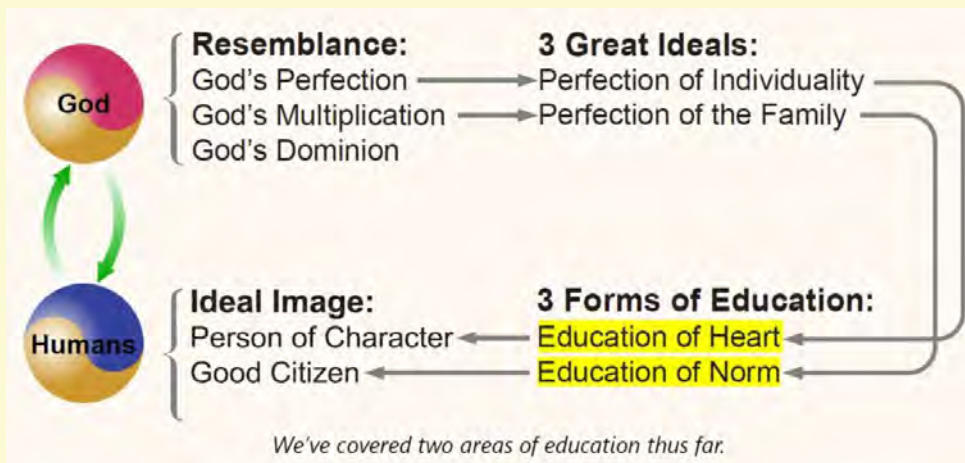 God
Resemblance:
God's Perfection
God's Multiplication
God's Dominion
3 Great Ideals:
Perfection of Individuality
Perfection of the Family
Humans
Ideal Image:
Person of Character
Good Citizen
3 Forms of Education:
Education of Heart
Education of Norm
We've covered two areas of education thus far.